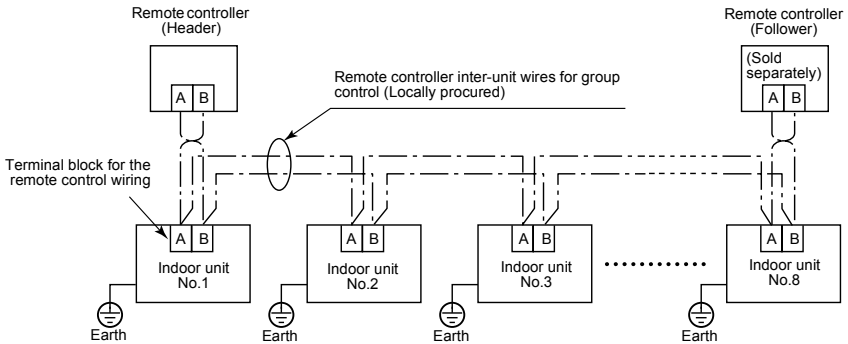 Remote controller
(Header)
Remote controller
(Follower)
(Sold
separately)
A B
A B
Remote controller inter-unit wires for group
control (Locally procured)
Terminal block for the
remote control wiring
A B
A B
A B
A B
Indoor unit
No.1
Indoor unit
No.2
Indoor unit
No.3
Indoor unit
No.8
Earth
Earth
Earth
Earth